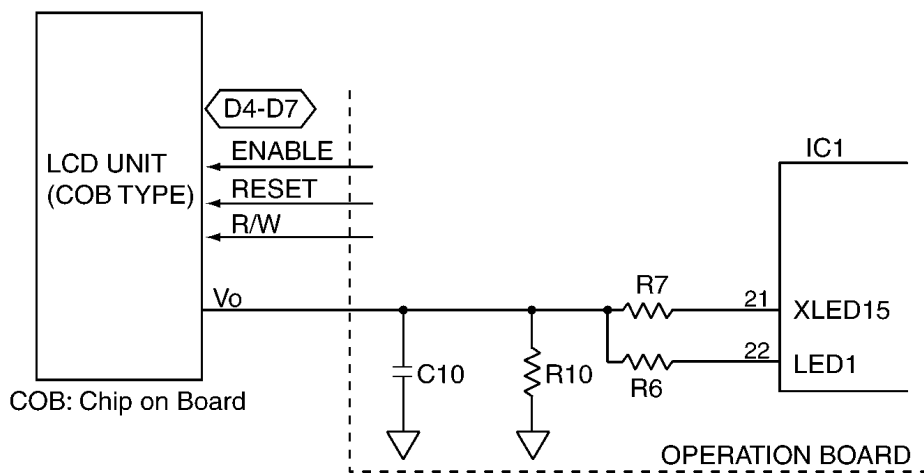 D4-D7
IC1
LCD UNIT
(COB TYPE)
ENABLE
RESET
R/W
Vo
R7
21
XLED15
C10
R10
R6
22
LED1
COB: Chip on Board
OPERATION BOARD